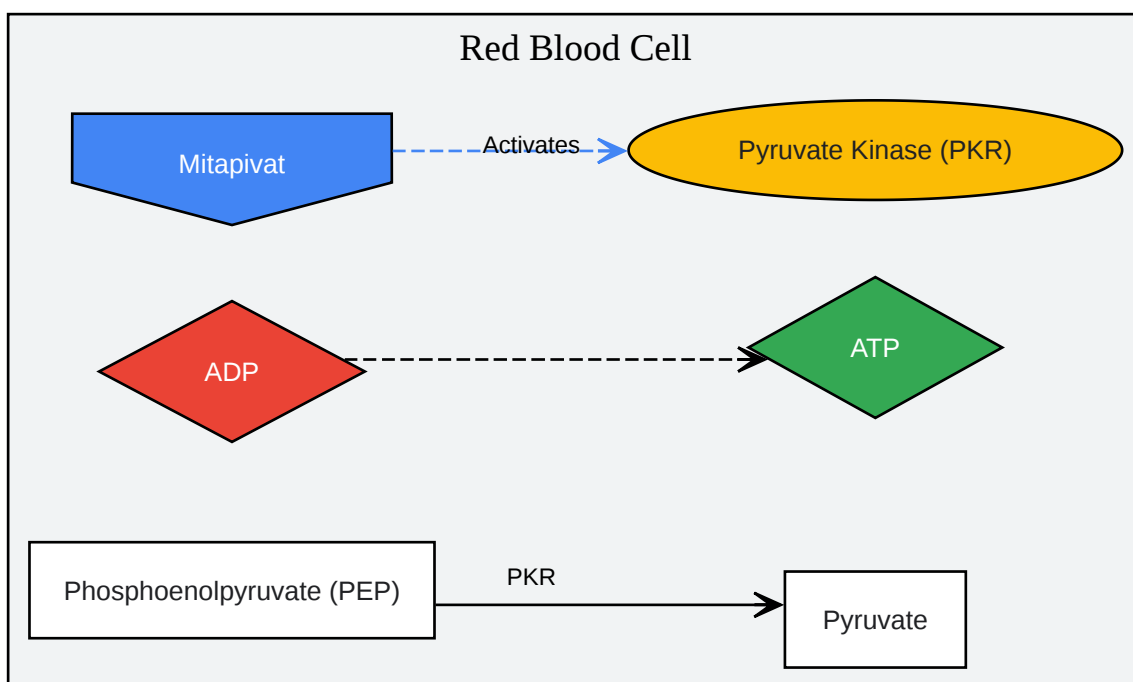 Red Blood Cell
Mitapivat
Activates
Pyruvate Kinase (PKR)
ADP
ATP
Phosphoenolpyruvate (PEP)
PKR
Pyruvate